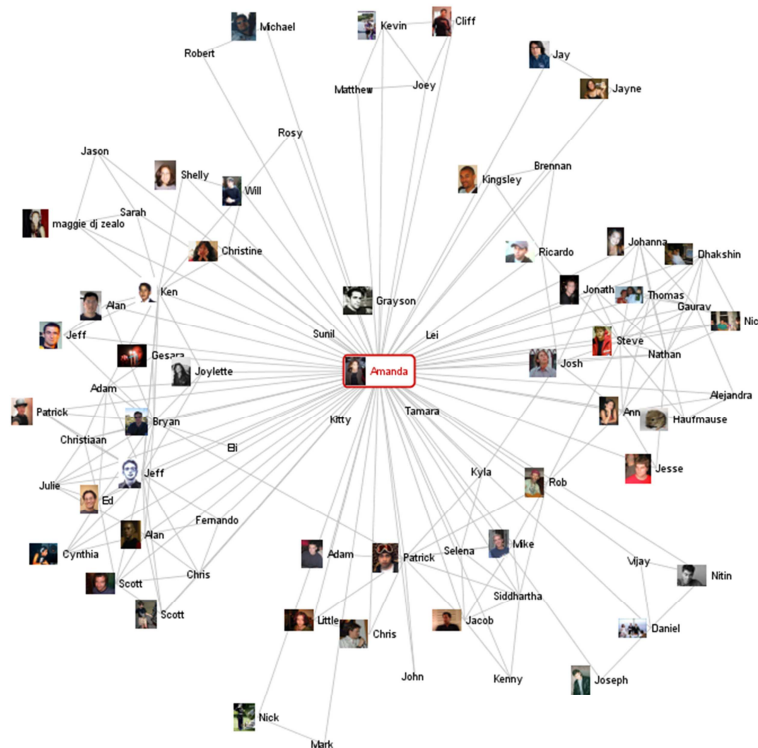 Michael
Kevin
Cliff
Robert
Jay
Matthew
Joey
Jayne
Rosy
Jason
Shelly
Will
Brennan
Kingsley
Sarah
maggie dj zealo
Christine
Ricardo
Johanna
Dhakshin
Ken
Jonath
Thomas
Gaurav
Alan
Grayson
Nic
Jeff
Sunil
Lei
Steve
Gesara
Nathan
Joylette
Amanda
Josh
Adam
Alejandra
Patrick
Bryan
Kitty
Tamara
Ann
Haufmause
Christiaan
Eli
Jeff
Kyla
Rob
Jesse
Julie
Ed
Fernando
Alan
Cynthia
Adam
Patrick
Selena
Mike
Vijay
Nitin
Scott
Chris
Siddhartha
Scott
Little
Chris
Jacob
Daniel
John
Kenny
Joseph
Nick
Mark